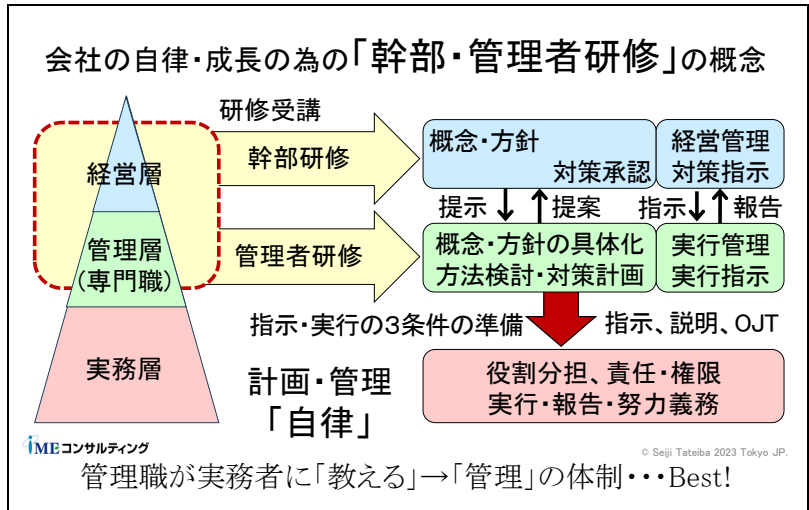 会社の自律・成長の為の「幹部・管理者研修」の概念
研修受講
経営層
幹部研修
概念・方針
対策承認
経営管理
対策指示
提示
提案
指示
報告
管理層
(専門職)
管理者研修
概念・方針の具体化
方法検討・対策計画
実行管理
実行指示
指示・実行の3条件の準備
指示、説明、OJT
実務層
計画・管理
「自律」
役割分担、責任・権限
実行・報告・努力義務
iMEコンサルティング
© Seiji Tateiba 2023 Tokyo JP.
管理職が実務者に「教える」→「管理」の体制・・・Best!